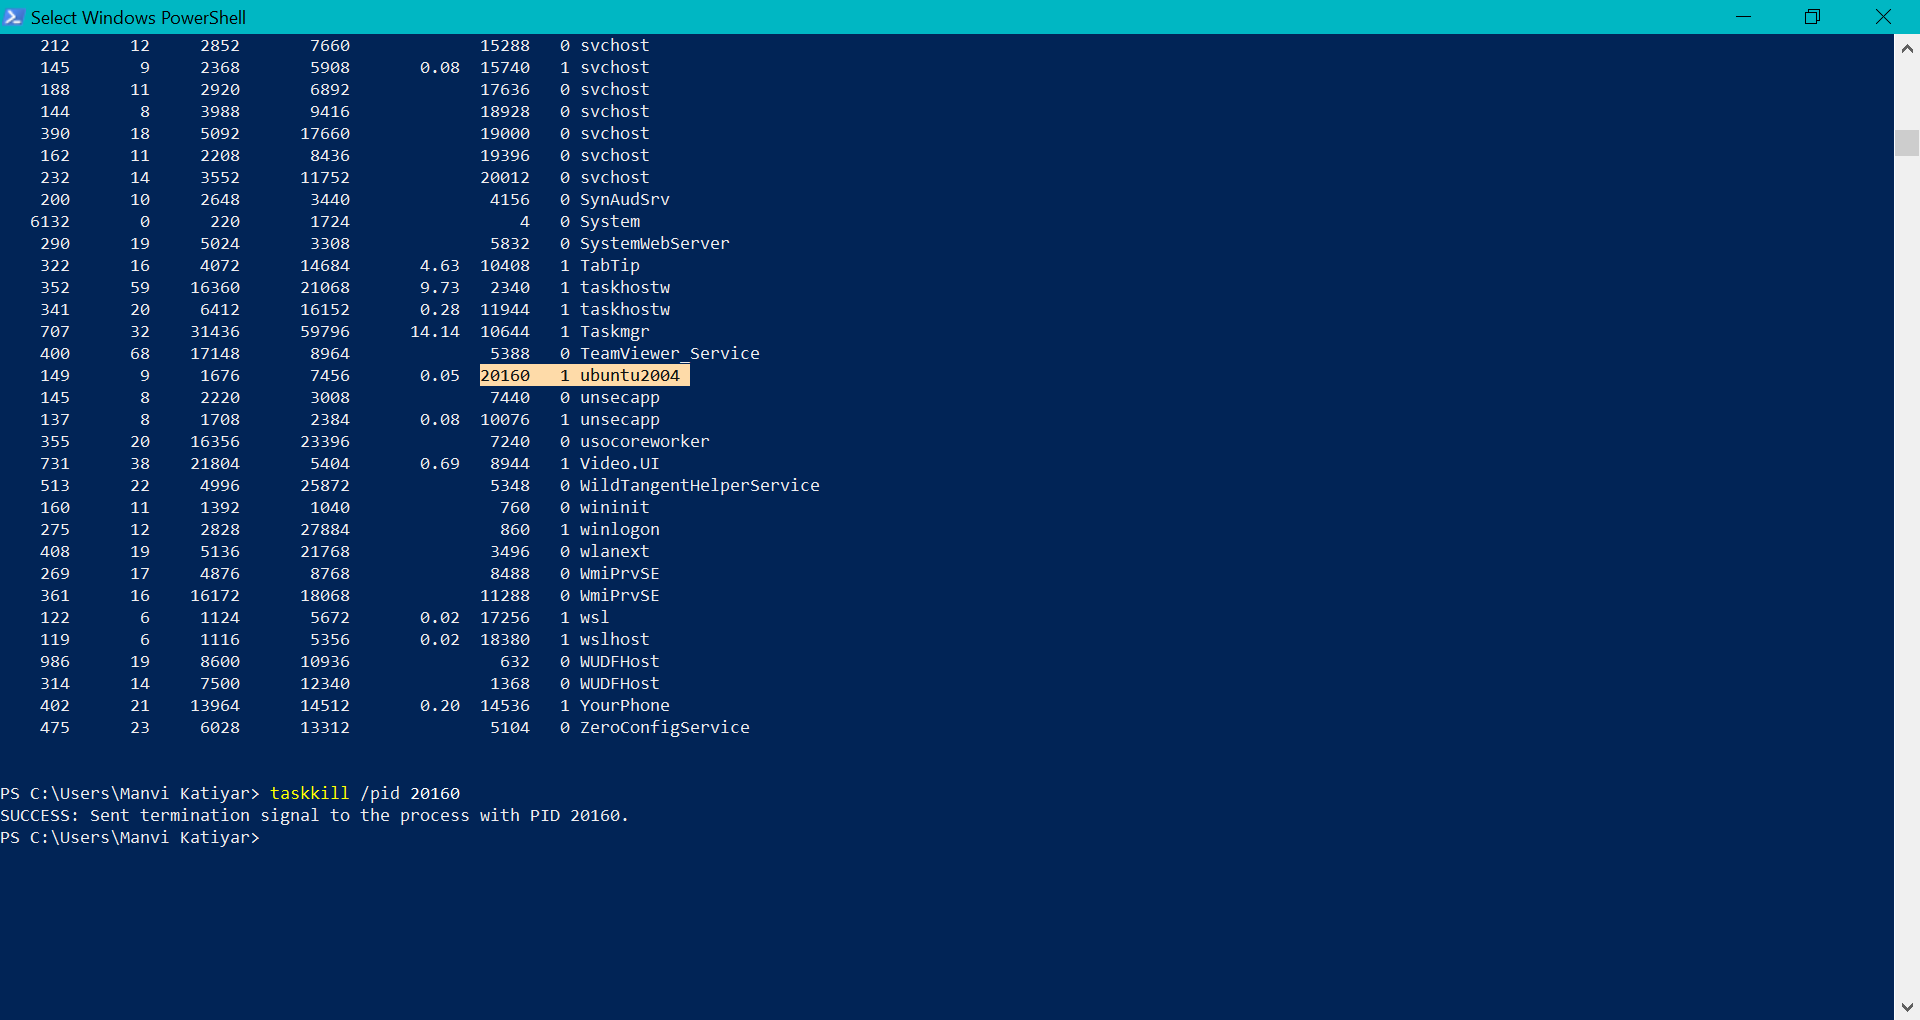 Select Windows PowerShell
212 12 2852 7660 15288 0 svchost
145 9 2368 5908 0.08 15740 1 svchost
188 11 2920 6892 17636 0 svchost
144 8 3988 9416 18928 0 svchost
390 18 5092 17660 19000 0 svchost
162 11 2208 8436 19396 0 svchost
232 14 3552 11752 20012 0 svchost
200 10 2648 3440 4156 0 SynAudSrv
6132 0 220 1724 4 0 System
290 19 5024 3308 5832 0 SystemWebServer
322 16 4072 14684 4.63 10408 1 TabTip
352 59 16360 21068 9.73 2340 1 taskhostw
341 20 6412 16152 0.28 11944 1 taskhostw
707 32 31436 59796 14.14 10644 1 Taskmgr
400 68 17148 8964 5388 0 TeamViewer_Service
149 9 1676 7456 0.05 20160 1 ubuntu2004
145 8 2220 3008 7440 0 unsecapp
137 8 1708 2384 0.08 10076 1 unsecapp
355 20 16356 23396 7240 0 usocoreworker
731 38 21804 5404 0.69 8944 1 Video.UI
513 22 4996 25872 5348 0 WildTangentHelperService
160 11 1392 1040 760 0 wininit
275 12 2828 27884 860 1 winlogon
408 19 5136 21768 3496 0 wlanext
269 17 4876 8768 8488 0 WmiPrvSE
361 16 16172 18068 11288 0 WmiPrvSE
122 6 1124 5672 0.02 17256 1 wsl
119 6 1116 5356 0.02 18380 1 wslhost
986 19 8600 10936 632 0 WUDFHost
314 14 7500 12340 1368 0 WUDFHost
402 21 13964 14512 0.20 14536 1 YourPhone
475 23 6028 13312 5104 0 ZeroConfigService
PS C:\Users\Manvi Katiyar> taskkill /pid 20160
SUCCESS: Sent termination signal to the process with PID 20160.
PS C:\Users\Manvi Katiyar>